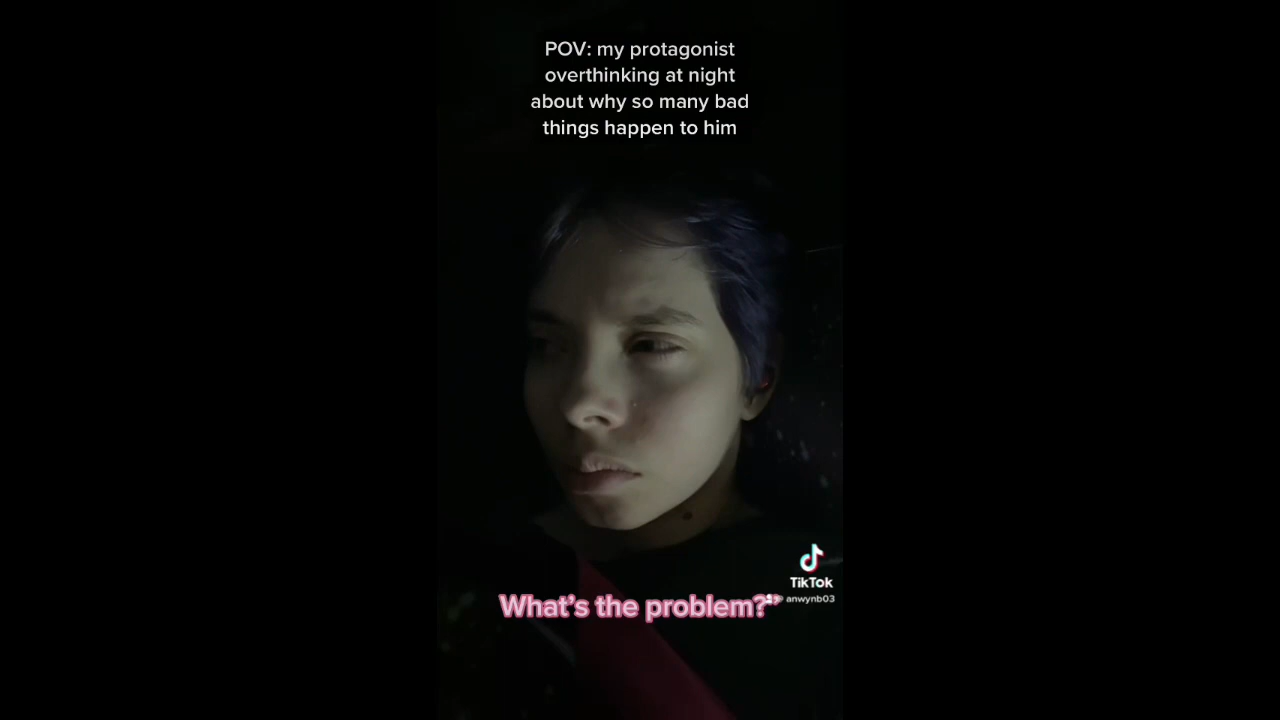 POV: my protagonist
overthinking at night
about why so many bad
things happen to him
TikTok
anwynb03
What's the problem?"